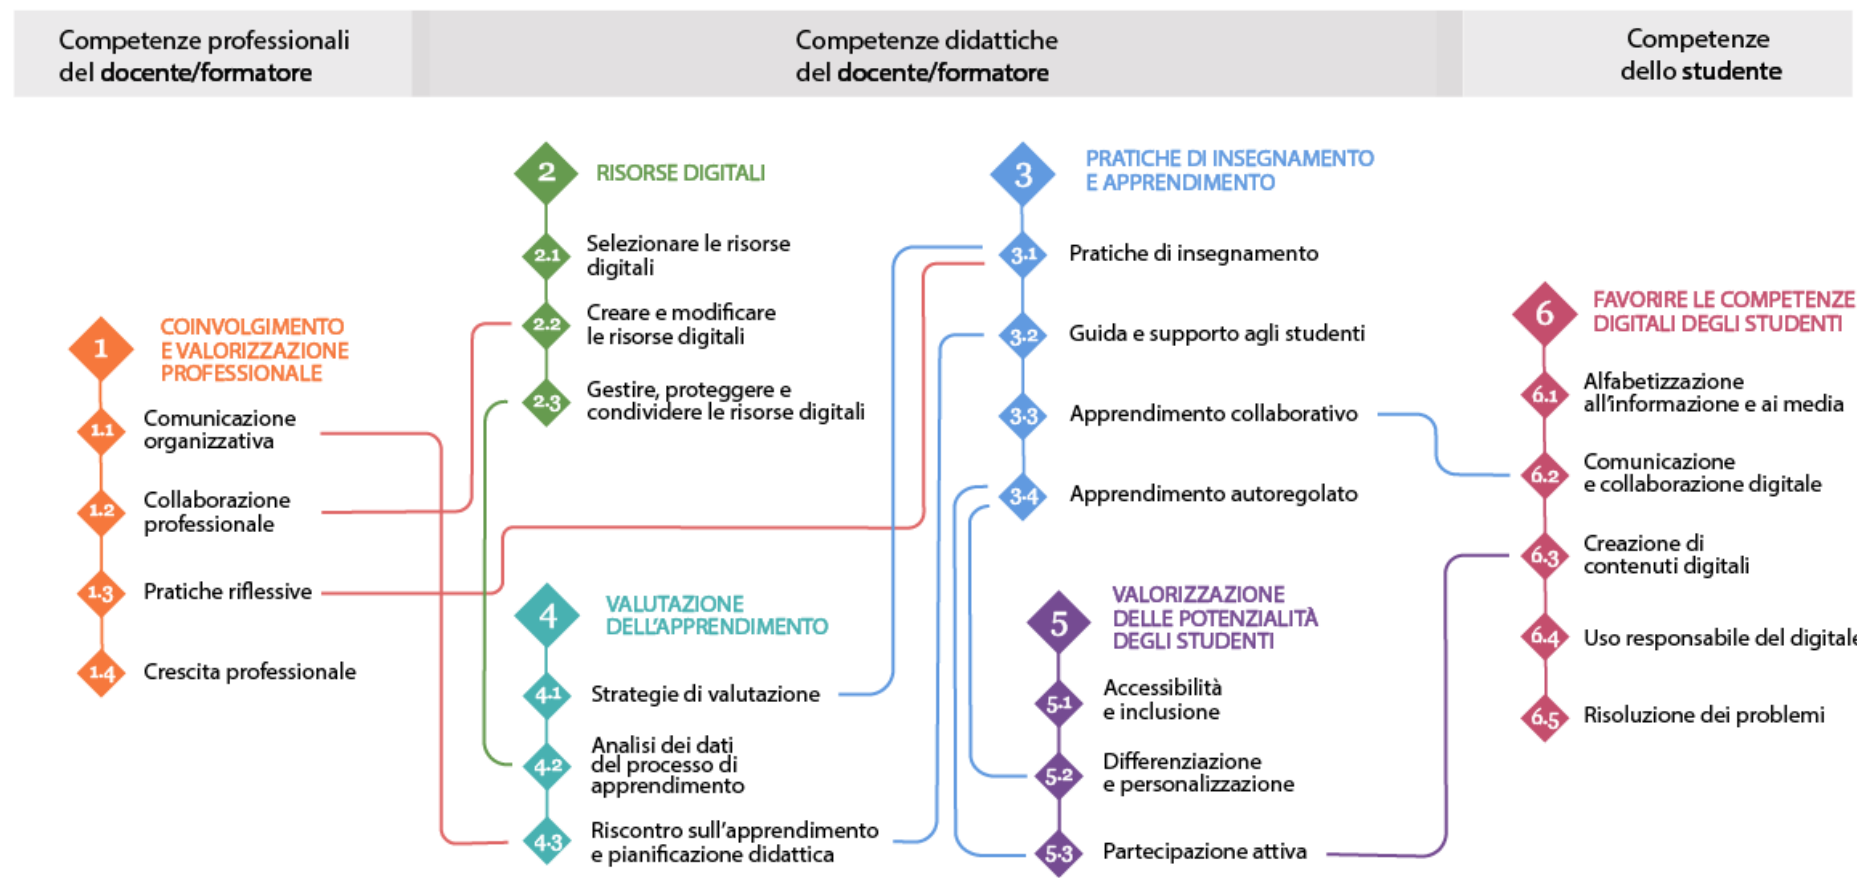 Competenze professionali
del docente/formatore
Competenze didattiche
del docente/formatore
Competenze
dello studente
1
COINVOLGIMENTO
E VALORIZZAZIONE
PROFESSIONALE
1.1
Comunicazione
organizzativa
1.2
Collaborazione
professionale
1.3
Pratiche riflessive
1.4
Crescita professionale
2
RISORSE DIGITALI
2.1
Selezionare le risorse
digitali
2.2
Creare e modificare
le risorse digitali
2.3
Gestire, proteggere e
condividere le risorse digitali
3
PRATICHE DI INSEGNAMENTO
E APPRENDIMENTO
3.1
Pratiche di insegnamento
3.2
Guida e supporto agli studenti
3.3
Apprendimento collaborativo
3.4
Apprendimento autoregolato
4
VALUTAZIONE
DELL'APPRENDIMENTO
4.1
Strategie di valutazione
4.2
Analisi dei dati
del processo di
apprendimento
4.3
Riscontro sull'apprendimento
e pianificazione didattica
5
VALORIZZAZIONE
DELLE POTENZIALITÀ
DEGLI STUDENTI
5.1
Accessibilità
e inclusione
5.2
Differenziazione
e personalizzazione
5.3
Partecipazione attiva
6
FAVORIRE LE COMPETENZE
DIGITALI DEGLI STUDENTI
6.1
Alfabetizzazione
all'informazione e ai media
6.2
Comunicazione
e collaborazione digitale
6.3
Creazione di
contenuti digitali
6.4
Uso responsabile del digitale
6.5
Risoluzione dei problemi